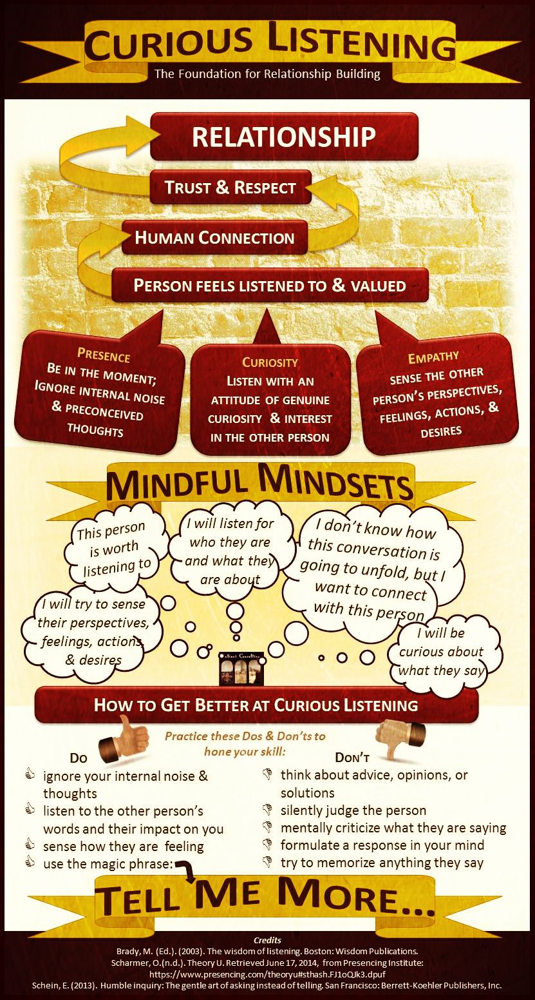 CURIOUS LISTENING
The Foundation for Relationship Building
RELATIONSHIP
TRUST & RESPECT
HUMAN CONNECTION
PERSON FEELS LISTENED TO & VALUED
PRESENCE
BE IN THE MOMENT;
IGNORE INTERNAL NOISE
& PRECONCEIVED
THOUGHTS
CURIOSITY
LISTEN WITH AN
ATTITUDE OF GENUINE
CURIOSITY & INTEREST
IN THE OTHER PERSON
EMPATHY
SENSE THE OTHER
PERSON'S PERSPECTIVES,
FEELINGS, ACTIONS, &
DESIRES
MINDFUL MINDSETS
This person
is worth
listening to
I will listen for
who they are
and what they
are about
I don't know how
this conversation is
going to unfold, but I
want to connect
with this person
I will try to sense
their perspectives,
feelings, actions,
& desires
I will be
curious about
what they say
HOW TO GET BETTER AT CURIOUS LISTENING
Practice these Dos & Don'ts to
hone your skill:
DO
ignore your internal noise &
thoughts
listen to the other person's
words and their impact on you
sense how they are feeling
use the magic phrase:
DON'T
think about advice, opinions, or
solutions
silently judge the person
mentally criticize what they are saying
formulate a response in your mind
try to memorize anything they say
TELL ME MORE...
Credits
Brady, M. (Ed.). (2003). The wisdom of listening. Boston: Wisdom Publications.
Scharmer, O.(n.d.). Theory U. Retrieved June 17, 2014, from Presencing Institute:
https://www.presencing.com/theoryu#sthash.FJ1oQJk3.dpuf
Schein, E. (2013). Humble inquiry: The gentle art of asking instead of telling. San Francisco: Berrett-Koehler Publishers, Inc.